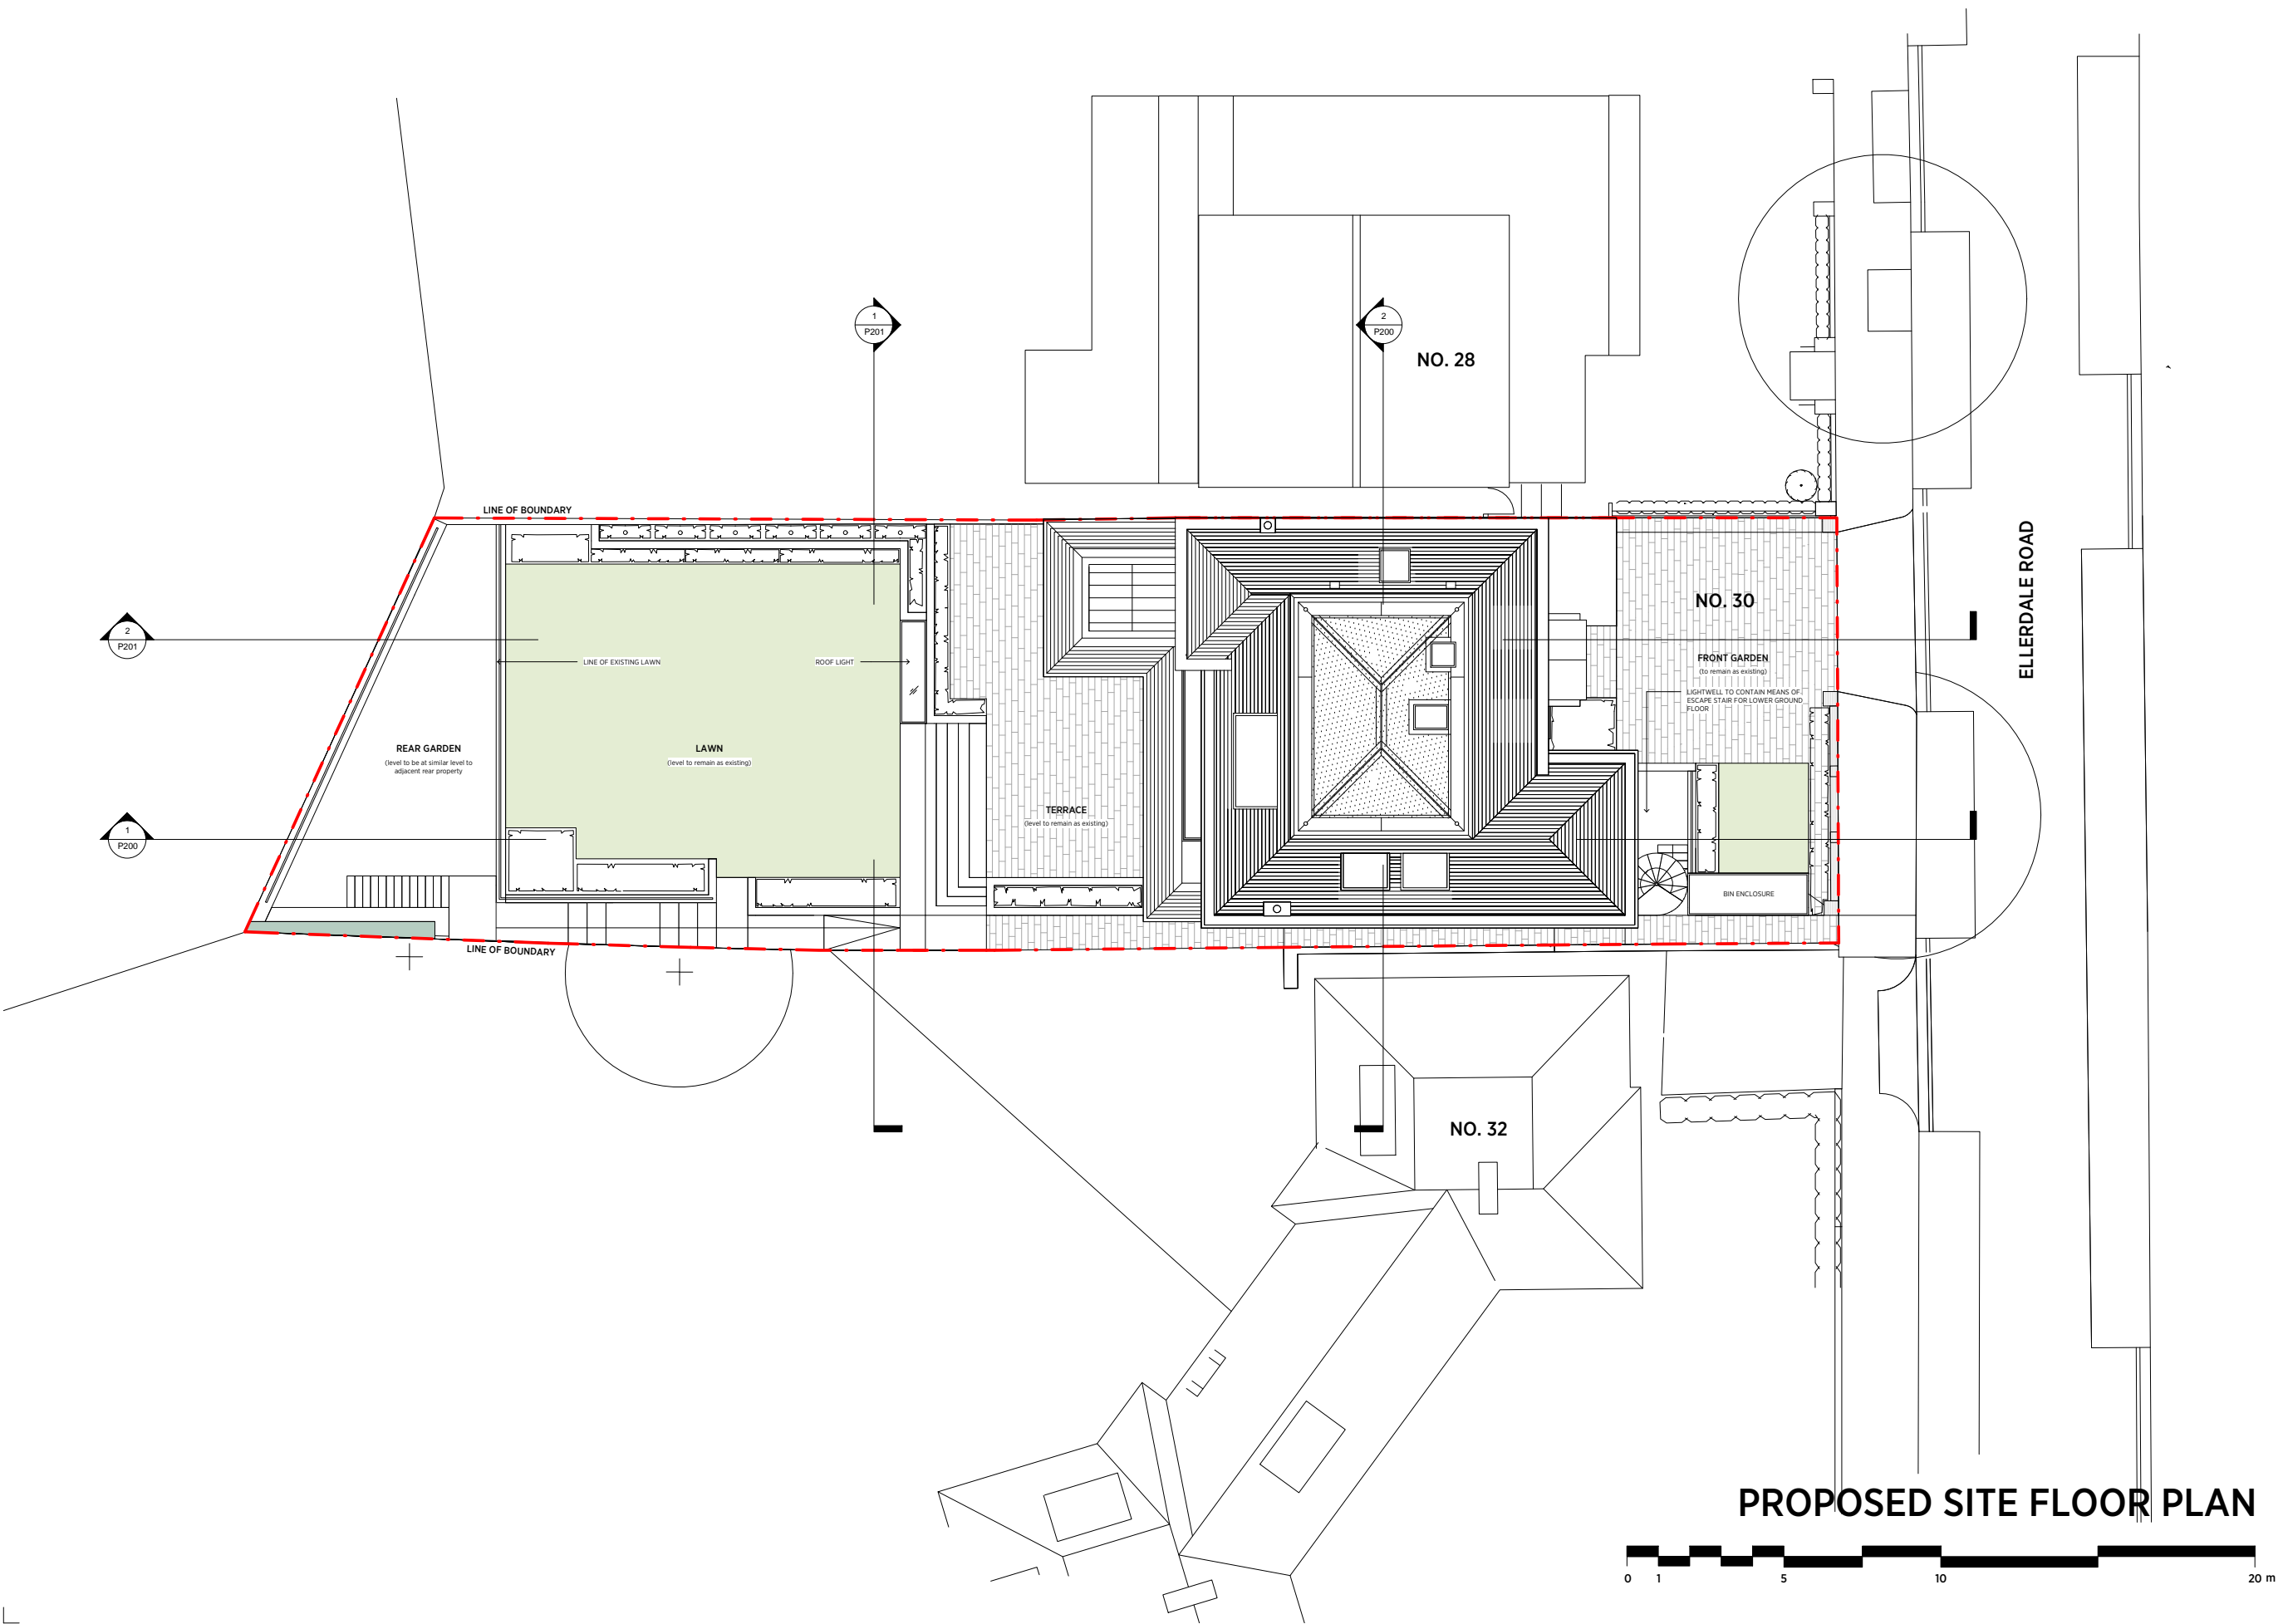 1
P201
2
P200
NO. 28
LINE OF BOUNDARY
ELLERDALE ROAD
NO. 30
2
P201
LINE OF EXISTING LAWN
ROOF LIGHT
FRONT GARDEN
(to remain as existing)
LIGHTWELL TO CONTAIN MEANS OF
ESCAPE STAIR FOR LOWER GROUND
FLOOR
REAR GARDEN
(level to be at similar level to
adjacent rear property
LAWN
(level to remain as existing)
TERRACE
(level to remain as existing)
1
P200
BIN ENCLOSURE
LINE OF BOUNDARY
NO. 32
PROPOSED SITE FLOOR PLAN
0 1 5 10 20 m